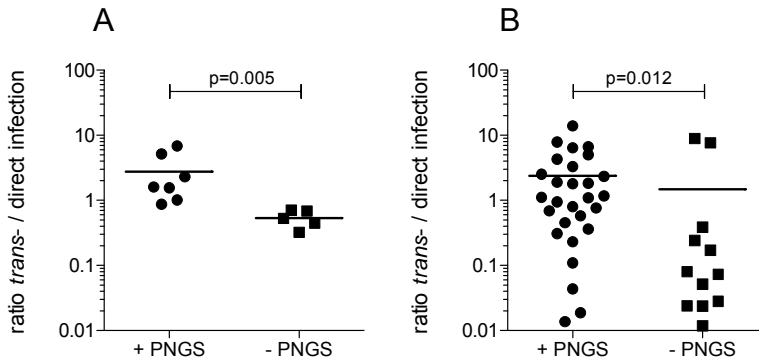 A
ratio trans- / direct infection
100
10
1
0.1
0.01
p=0.005
+ PNGS
- PNGS
B
ratio trans- / direct infection
100
10
1
0.1
0.01
p=0.012
+ PNGS
- PNGS